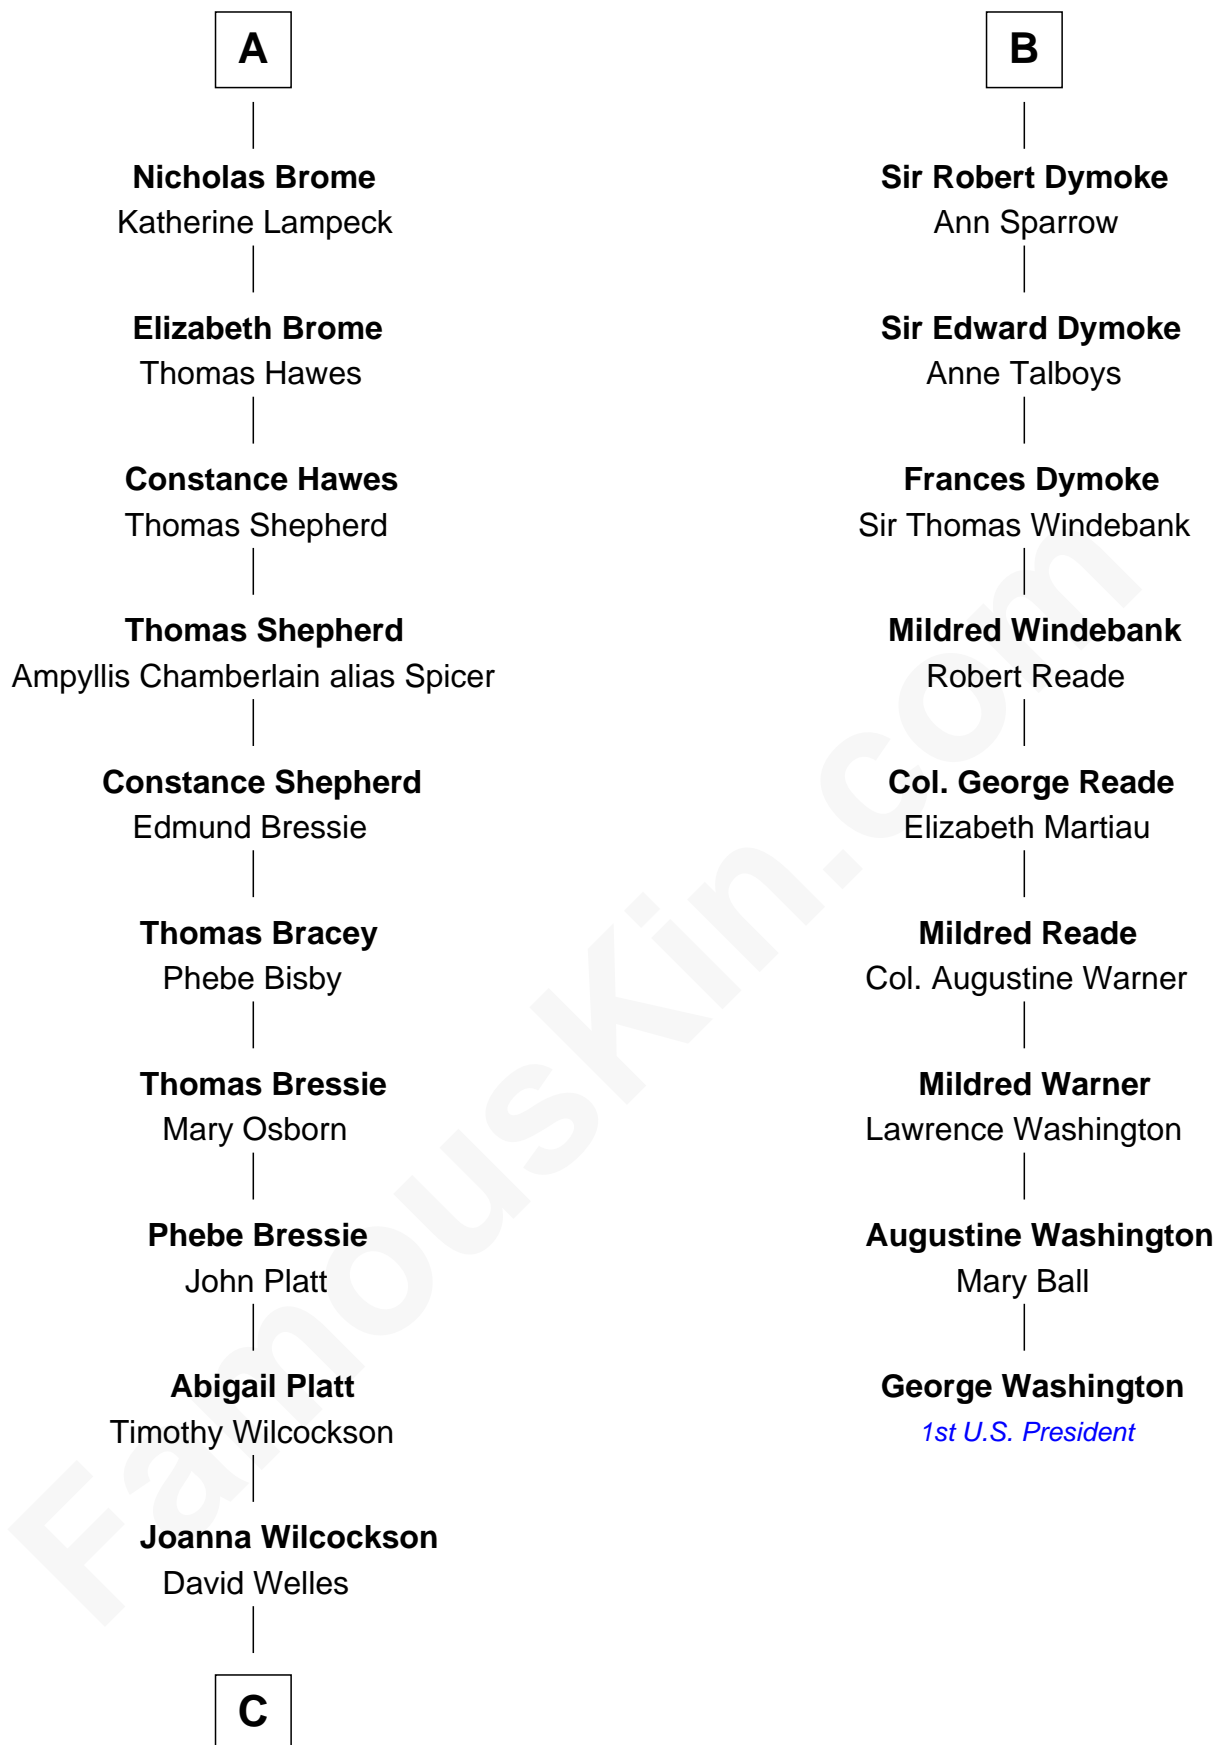 A
Nicholas Brome
Katherine Lampeck
Elizabeth Brome
Thomas Hawes
Constance Hawes
Thomas Shepherd
Thomas Shepherd
Ampyllis Chamberlain alias Spicer
Constance Shepherd
Edmund Bressie
Thomas Bracey
Phebe Bisby
Thomas Bressie
Mary Osborn
Phebe Bressie
John Platt
Abigail Platt
Timothy Wilcockson
Joanna Wilcockson
David Welles
C
B
Sir Robert Dymoke
Ann Sparrow
Sir Edward Dymoke
Anne Talboys
Frances Dymoke
Sir Thomas Windebank
Mildred Windebank
Robert Reade
Col. George Reade
Elizabeth Martiau
Mildred Reade
Col. Augustine Warner
Mildred Warner
Lawrence Washington
Augustine Washington
Mary Ball
George Washington
1st U.S. President
FamousKin.com